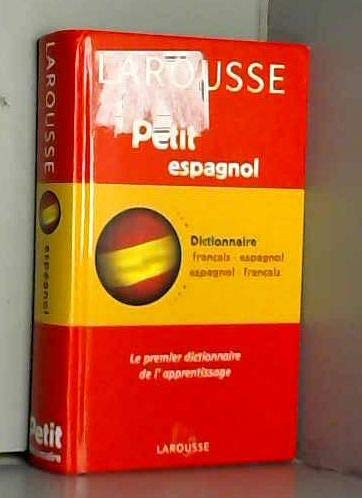 LAROUSSE
Petit
espagnol
Dictionnaire
français - espagnol
espagnol - français
Le premier dictionnaire
de l'apprentissage
LAROUSSE
LAROUSSE
espagnol
Petit